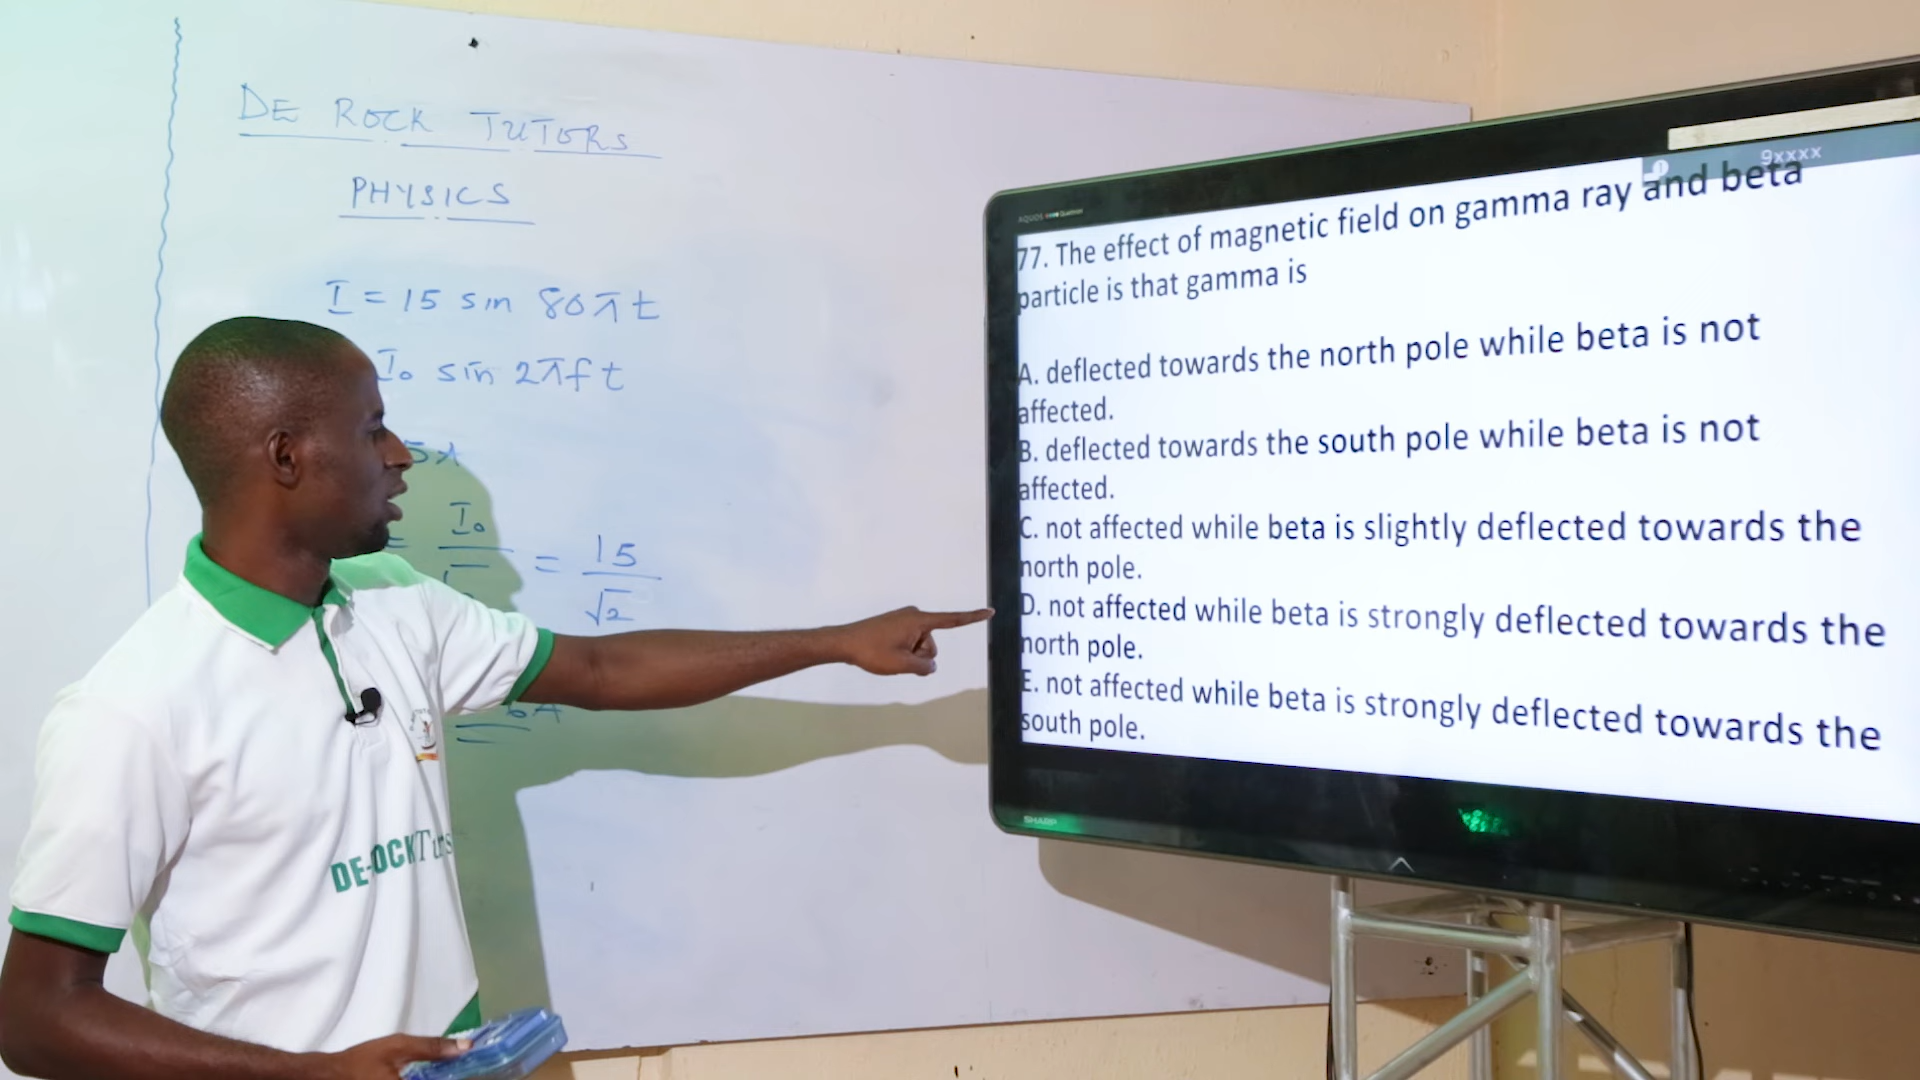 DE ROCK TUTORS
PHYSICS
I = 15 sin 80πt
I₀ sin 2πft
5A
I₀
= 15
√2
6A
DE-OCK
AQUOS
9xxxx
77. The effect of magnetic field on gamma ray and beta
particle is that gamma is
A. deflected towards the north pole while beta is not
affected.
B. deflected towards the south pole while beta is not
affected.
C. not affected while beta is slightly deflected towards the
north pole.
D. not affected while beta is strongly deflected towards the
north pole.
E. not affected while beta is strongly deflected towards the
south pole.
SHARP